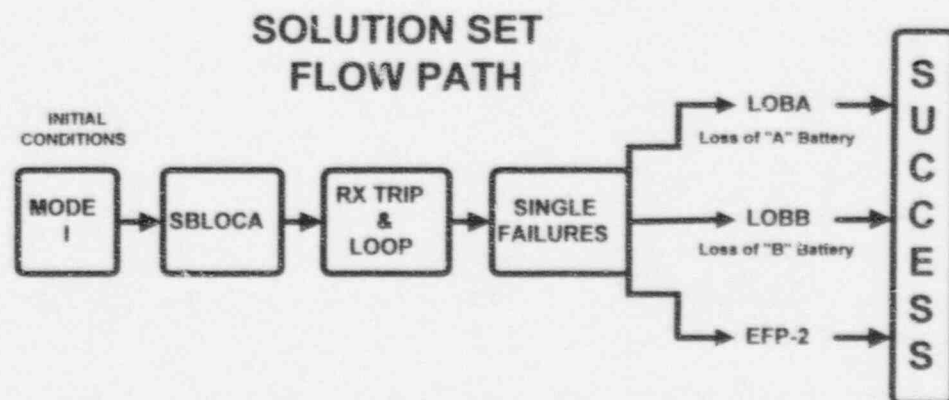 SOLUTION SET
FLOW PATH
INITIAL
CONDITIONS
MODE
I
SBLOCA
RX TRIP
&
LOOP
SINGLE
FAILURES
LOBA
Loss of "A" Battery
LOBB
Loss of "B" Battery
EFP-2
SUCCESS